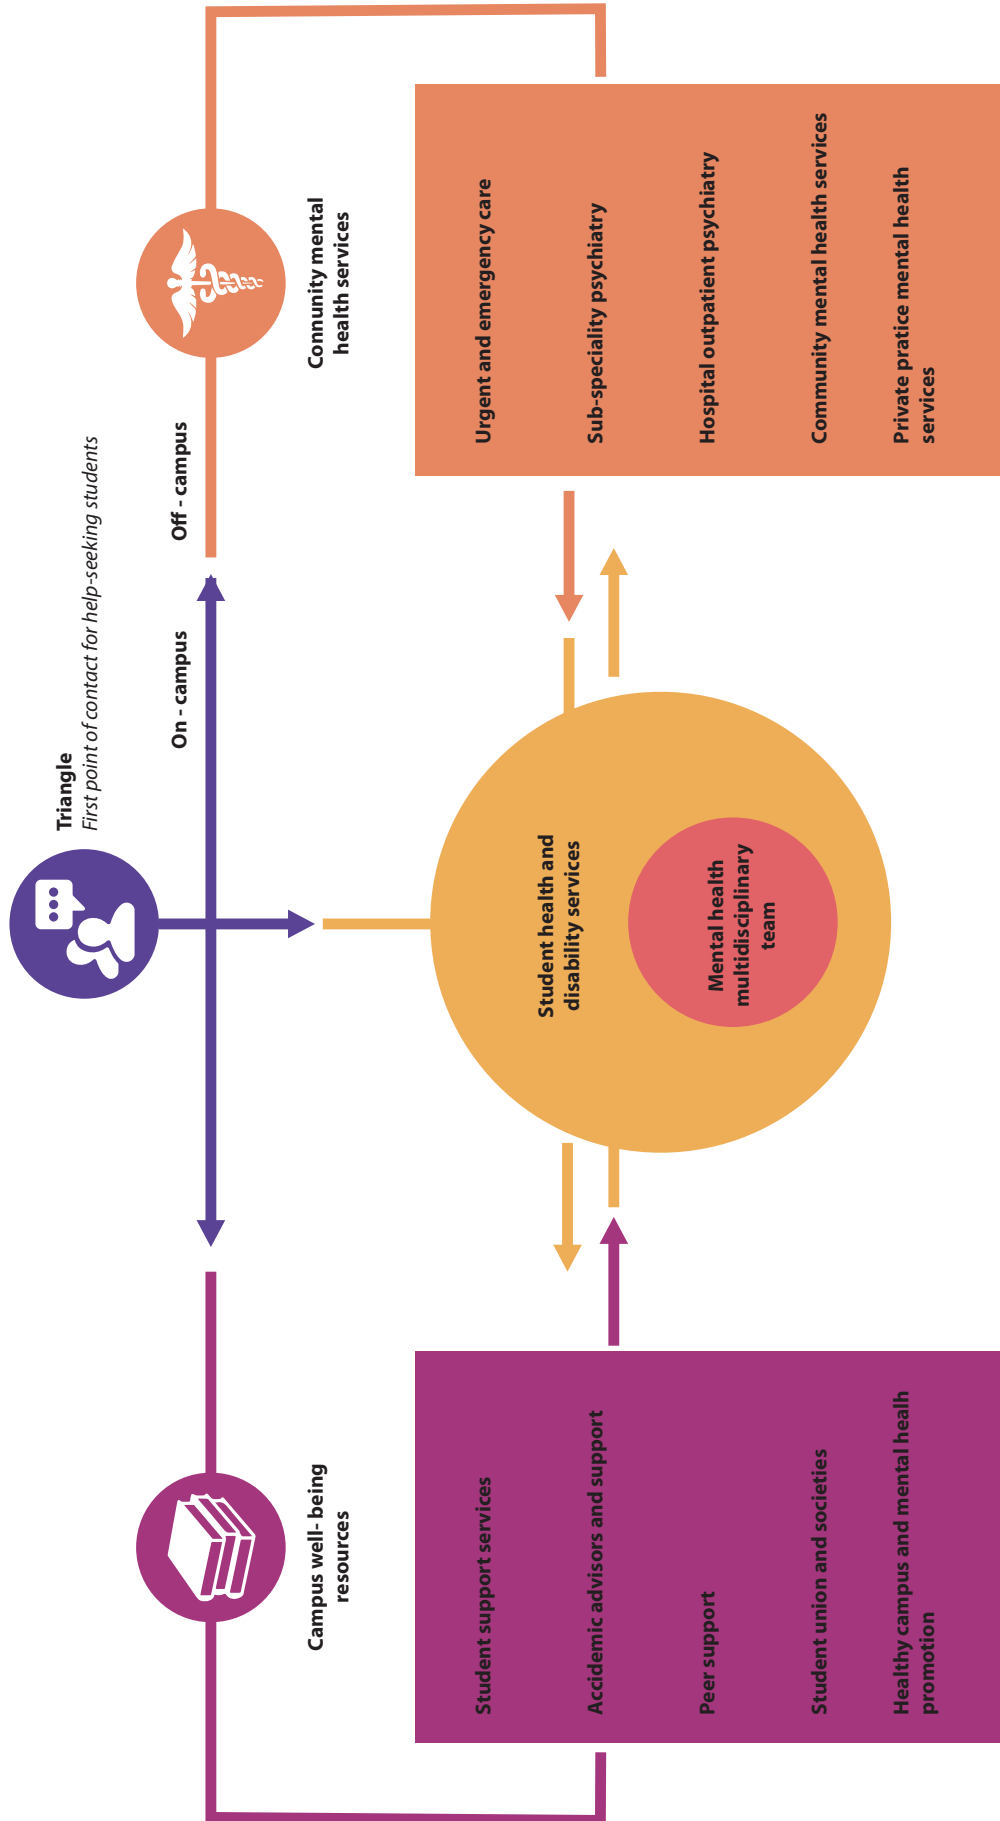 Triangle
First point of contact for help-seeking students
On - campus
Off - campus
Campus well- being
resources
Connunity mental
health services
Student support services
Accidemic advisors and support
Peer support
Student union and societies
Healthy campus and mental healh
promotion
Student health and
disability services
Mental health
multidisciplinary
team
Urgent and emergency care
Sub-speciality psychiatry
Hospital outpatient psychiatry
Community mental health services
Private pratice mental health
services